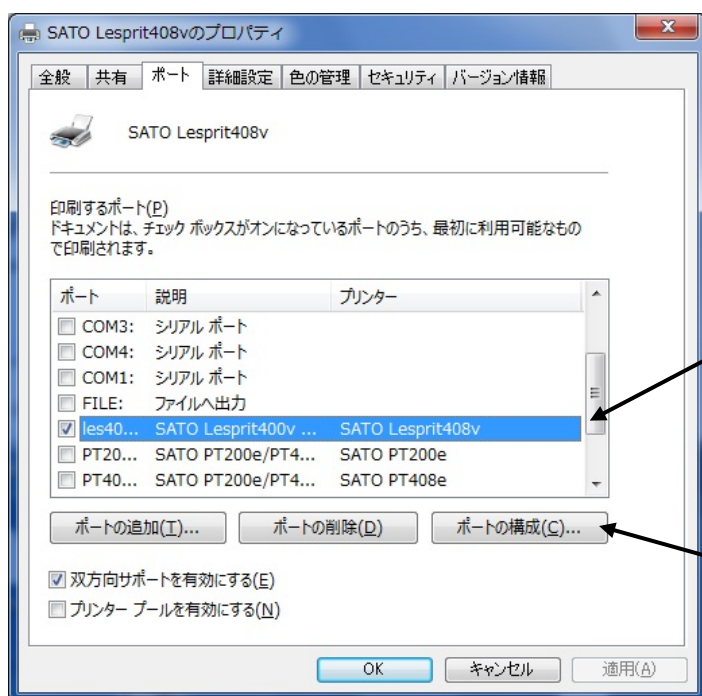 SATO Lesprit408vのプロパティ
全般 共有 ポート 詳細設定 色の管理 セキュリティ バージョン情報
SATO Lesprit408v
印刷するポート(P)
ドキュメントは、チェック ボックスがオンになっているポートのうち、最初に利用可能なもの
で印刷されます。
ポート 説明 プリンター
COM3: シリアル ポート
COM4: シリアル ポート
COM1: シリアル ポート
FILE: ファイルへ出力
les40... SATO Lesprit400v ... SATO Lesprit408v
PT20... SATO PT200e/PT4... SATO PT200e
PT40... SATO PT200e/PT4... SATO PT408e
ポートの追加(T)... ポートの削除(D) ポートの構成(C)...
双方向サポートを有効にする(E)
プリンター プールを有効にする(N)
OK キャンセル 適用(A)